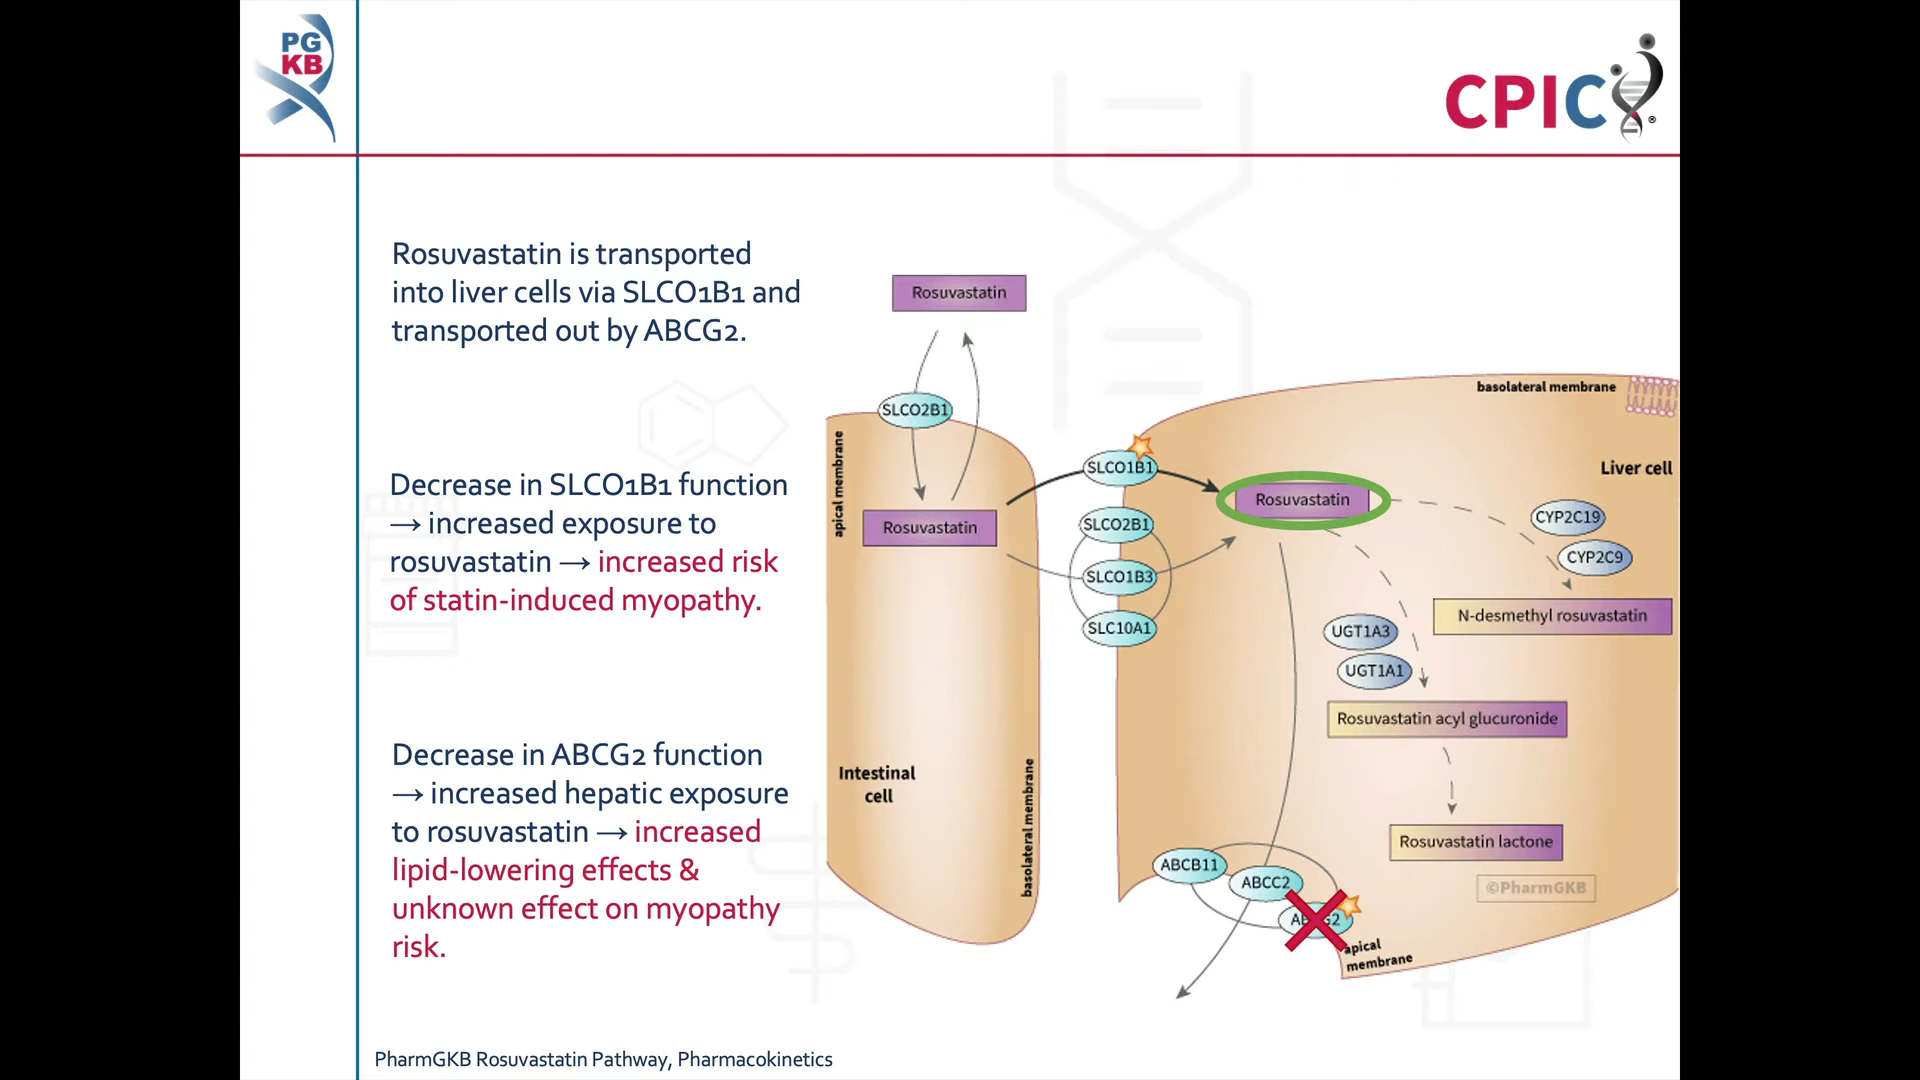 PG
KB
CPIC®
Rosuvastatin is transported
into liver cells via SLCO1B1 and
transported out by ABCG2.
Decrease in SLCO1B1 function
→ increased exposure to
rosuvastatin → increased risk
of statin-induced myopathy.
Decrease in ABCG2 function
→ increased hepatic exposure
to rosuvastatin → increased
lipid-lowering effects &
unknown effect on myopathy
risk.
Rosuvastatin
SLCO2B1
apical membrane
Rosuvastatin
Intestinal
cell
basolateral membrane
SLCO1B1
SLCO2B1
SLCO1B3
SLC10A1
basolateral membrane
Liver cell
Rosuvastatin
CYP2C19
CYP2C9
N-desmethyl rosuvastatin
UGT1A3
UGT1A1
Rosuvastatin acyl glucuronide
Rosuvastatin lactone
©PharmGKB
ABCB11
ABCC2
ABCG2
apical
membrane
PharmGKB Rosuvastatin Pathway, Pharmacokinetics